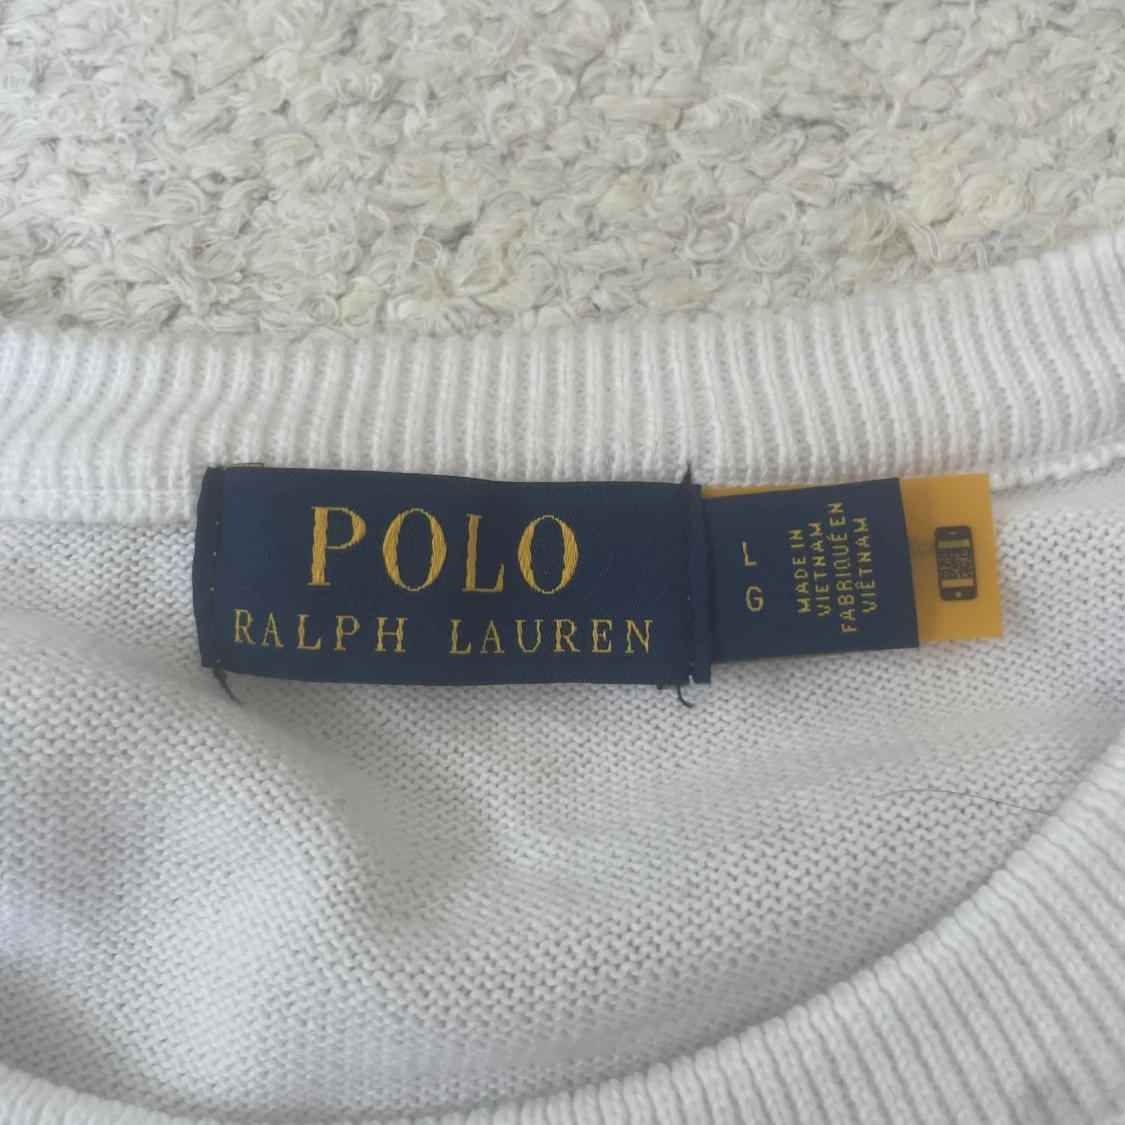 POLO
RALPH LAUREN
L
G
MADE IN
VIETNAM
FABRIQUÉ EN
VIÊTNAM